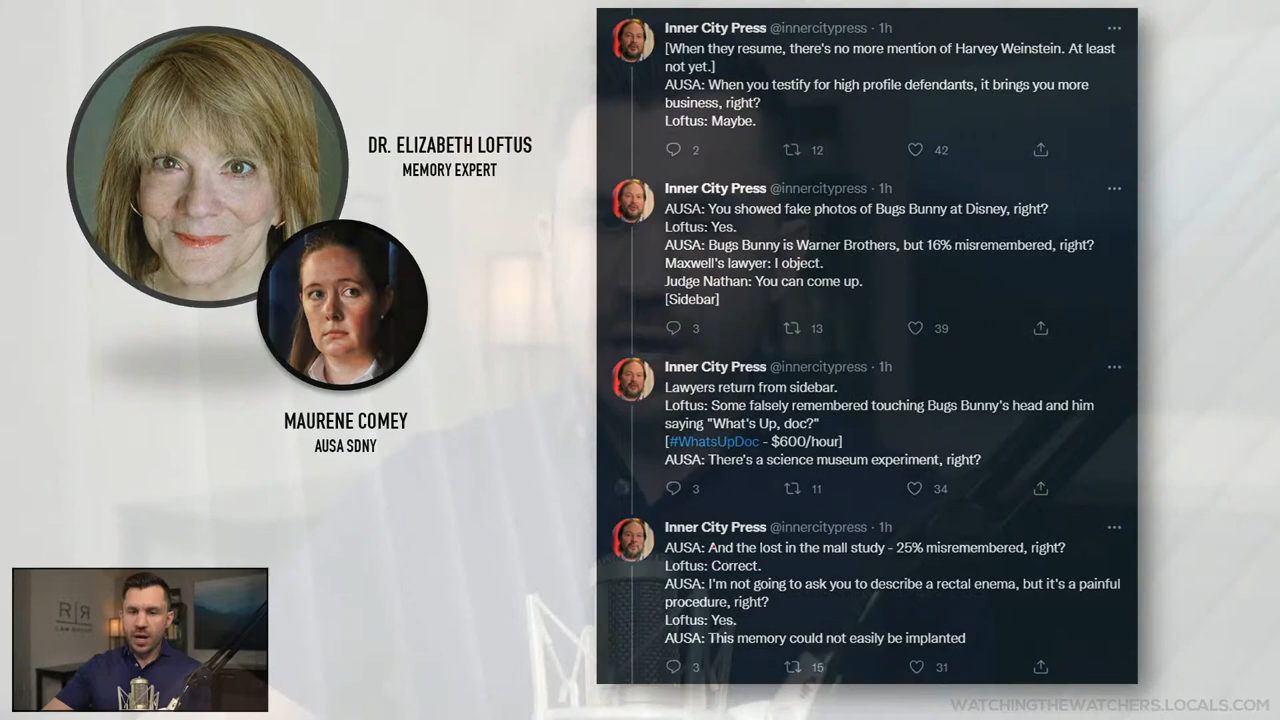 DR. ELIZABETH LOFTUS
MEMORY EXPERT
MAURENE COMEY
AUSA SDNY
Inner City Press @innercitypress · 1h
[When they resume, there's no more mention of Harvey Weinstein. At least
not yet.]
AUSA: When you testify for high profile defendants, it brings you more
business, right?
Loftus: Maybe.
2 12 42
Inner City Press @innercitypress · 1h
AUSA: You showed fake photos of Bugs Bunny at Disney, right?
Loftus: Yes.
AUSA: Bugs Bunny is Warner Brothers, but 16% misremembered, right?
Maxwell's lawyer: I object.
Judge Nathan: You can come up.
[Sidebar]
3 13 39
Inner City Press @innercitypress · 1h
Lawyers return from sidebar.
Loftus: Some falsely remembered touching Bugs Bunny's head and him
saying "What's Up, doc?"
[#WhatsUpDoc - $600/hour]
AUSA: There's a science museum experiment, right?
3 11 34
Inner City Press @innercitypress · 1h
AUSA: And the lost in the mall study - 25% misremembered, right?
Loftus: Correct.
AUSA: I'm not going to ask you to describe a rectal enema, but it's a painful
procedure, right?
Loftus: Yes.
AUSA: This memory could not easily be implanted
3 15 31
R|R
LAW GROUP
WATCHINGTHEWATCHERS.LOCALS.COM